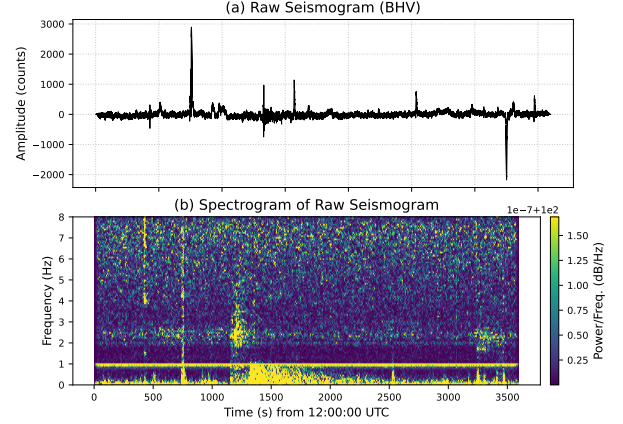 (a) Raw Seismogram (BHV)
3000
2000
1000
0
−1000
−2000
Amplitude (counts)
(b) Spectrogram of Raw Seismogram
1e−7+1e2
8
7
6
5
4
3
2
1
0
Frequency (Hz)
0 500 1000 1500 2000 2500 3000 3500
Time (s) from 12:00:00 UTC
1.50
1.25
1.00
0.75
0.50
0.25
Power/Freq. (dB/Hz)